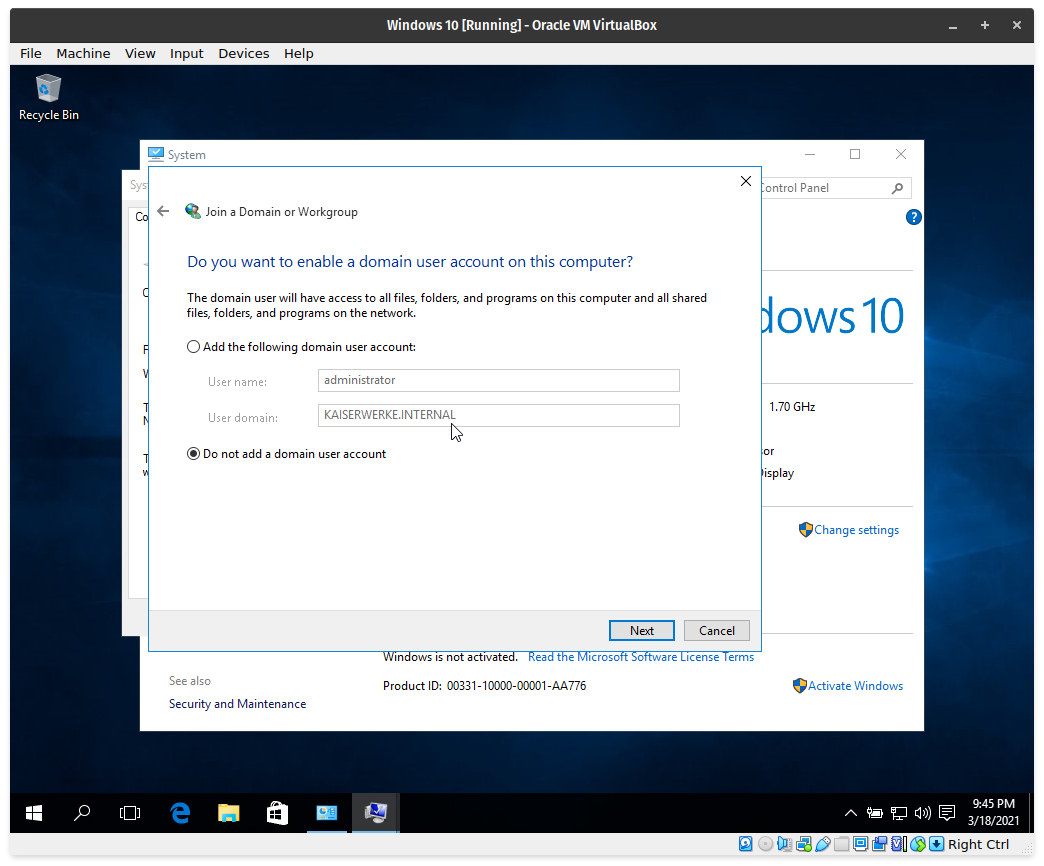 Windows 10 [Running] - Oracle VM VirtualBox
File Machine View Input Devices Help
Recycle Bin
System
Control Panel
Join a Domain or Workgroup
Do you want to enable a domain user account on this computer?
The domain user will have access to all files, folders, and programs on this computer and all shared
files, folders, and programs on the network.
dows 10
Add the following domain user account:
User name: administrator
User domain: KAISERWERKE.INTERNAL
1.70 GHz
Do not add a domain user account
Display
Change settings
Next Cancel
Windows is not activated. Read the Microsoft Software License Terms
See also
Product ID: 00331-10000-00001-AA776
Activate Windows
Security and Maintenance
9:45 PM
3/18/2021
Right Ctrl